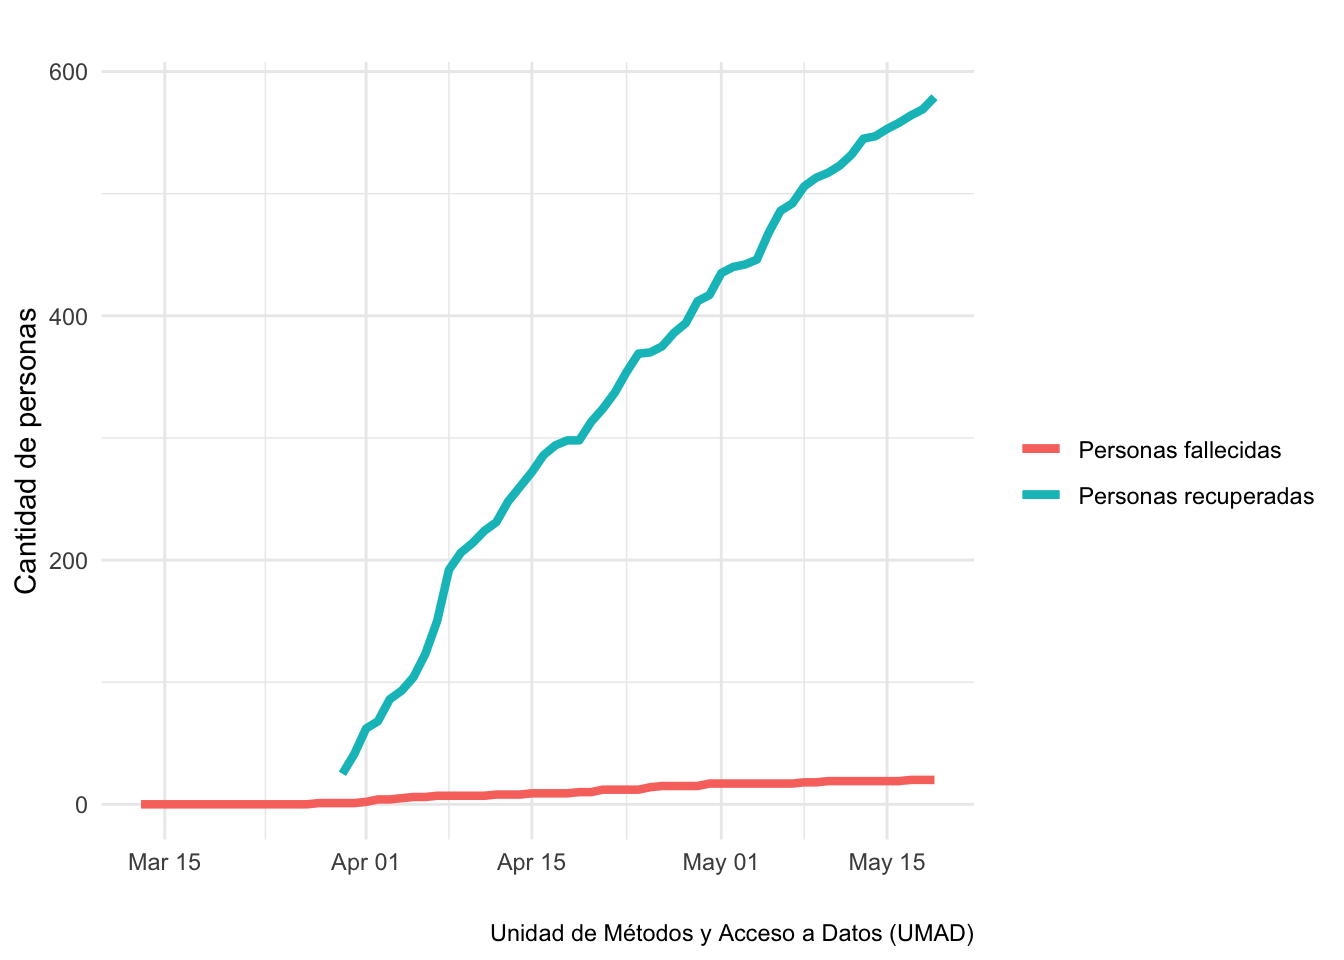 600
400
200
0
Cantidad de personas
Mar 15
Apr 01
Apr 15
May 01
May 15
Personas fallecidas
Personas recuperadas
Unidad de Métodos y Acceso a Datos (UMAD)